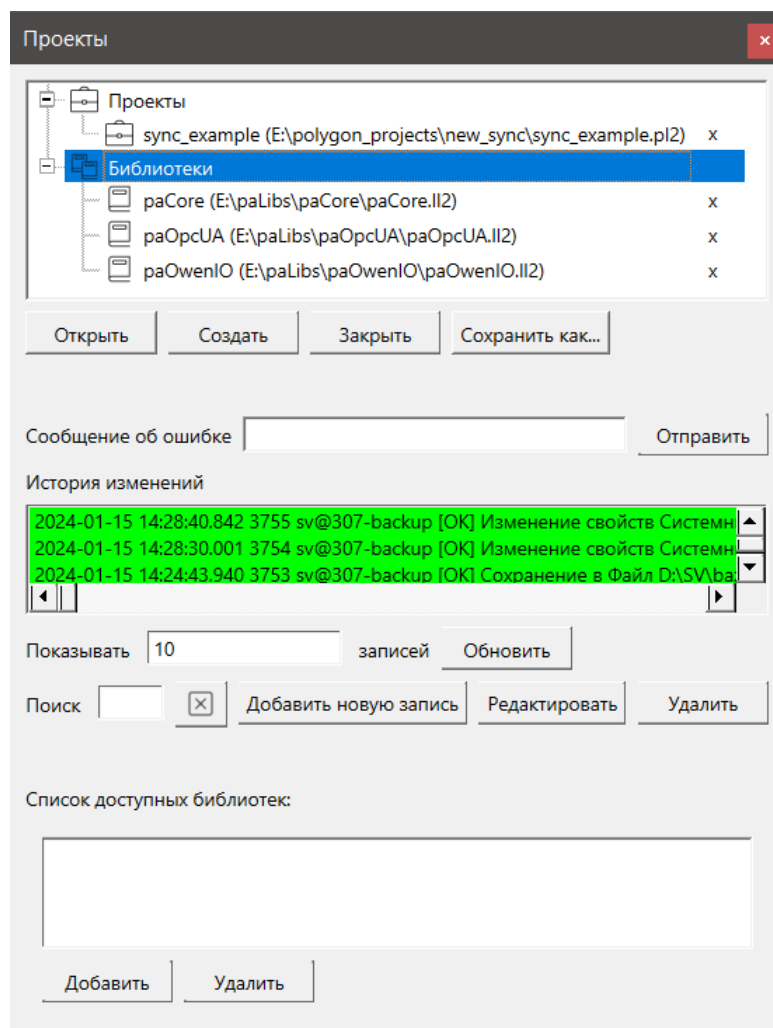 Проекты
x
Проекты
sync_example (E:\polygon_projects\new_sync\sync_example.pl2) x
Библиотеки
paCore (E:\paLibs\paCore\paCore.ll2) x
paOpcUA (E:\paLibs\paOpcUA\paOpcUA.ll2) x
paOwenIO (E:\paLibs\paOwenIO\paOwenIO.ll2) x
Открыть Создать Закрыть Сохранить как...
Сообщение об ошибке Отправить
История изменений
2024-01-15 14:28:40.842 3755 sv@307-backup [OK] Изменение свойств Системн
2024-01-15 14:28:30.001 3754 sv@307-backup [OK] Изменение свойств Системн
2024-01-15 14:24:43.940 3753 sv@307-backup [OK] Сохранение в Файл D:\SV\ba
Показывать 10 записей Обновить
Поиск Добавить новую запись Редактировать Удалить
Список доступных библиотек:
Добавить Удалить